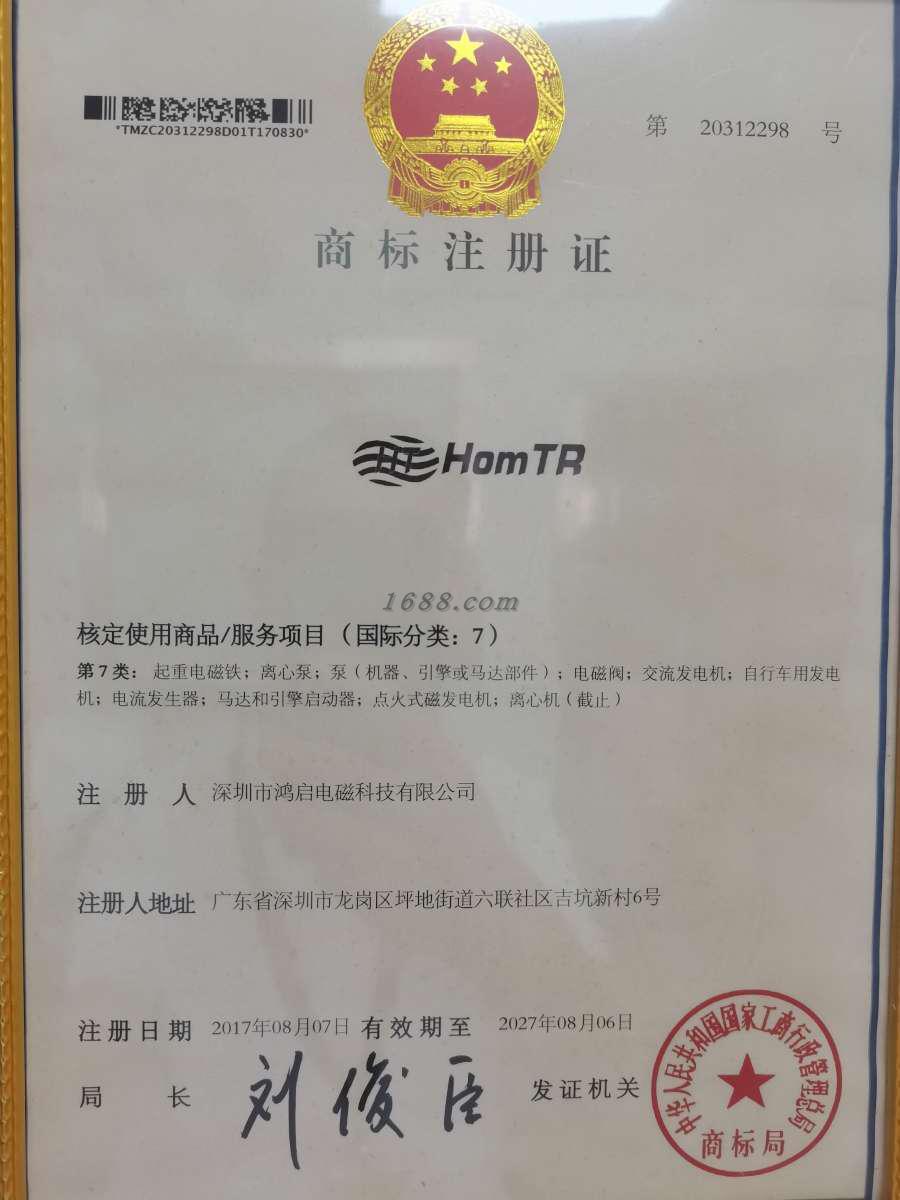 *TMZC20312298D01T170830*
第 20312298 号
商标注册证
HT HomTR
1688.com
核定使用商品/服务项目（国际分类：7）
第7类：起重电磁铁；离心泵；泵（机器、引擎或马达部件）；电磁阀；交流发电机；自行车用发电
机；电流发生器；马达和引擎启动器；点火式磁发电机；离心机（截止）
注册人 深圳市鸿启电磁科技有限公司
注册人地址 广东省深圳市龙岗区坪地街道六联社区吉坑新村6号
注册日期 2017年08月07日 有效期至 2027年08月06日
局长 刘俊臣 发证机关
中华人民共和国国家工商行政管理总局
商标局